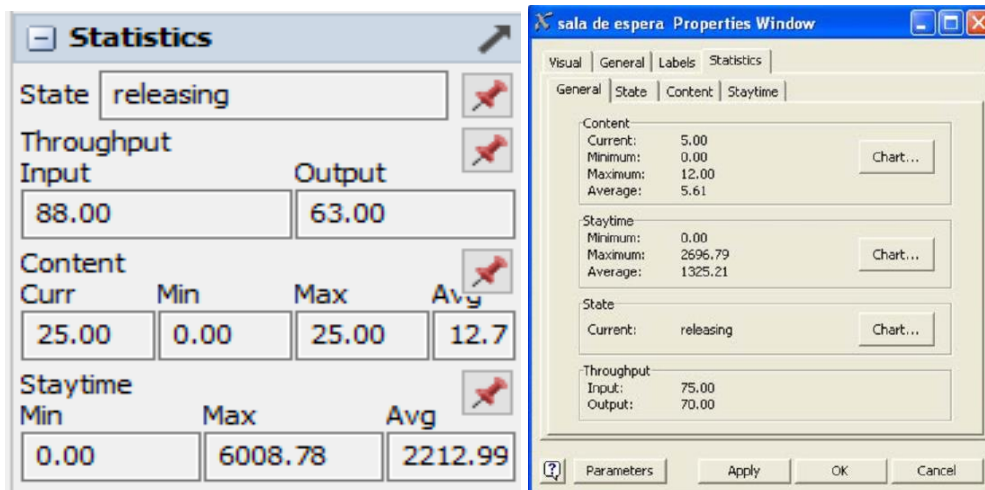 Statistics
State releasing
Throughput
Input Output
88.00 63.00
Content
Curr Min Max Avg
25.00 0.00 25.00 12.7
Staytime
Min Max Avg
0.00 6008.78 2212.99
sala de espera Properties Window
Visual General Labels Statistics
General State Content Staytime
Content
Current: 5.00
Minimum: 0.00
Maximum: 12.00
Average: 5.61
Chart...
Staytime
Minimum: 0.00
Maximum: 2696.79
Average: 1325.21
Chart...
State
Current: releasing
Chart...
Throughput
Input: 75.00
Output: 70.00
Parameters Apply OK Cancel